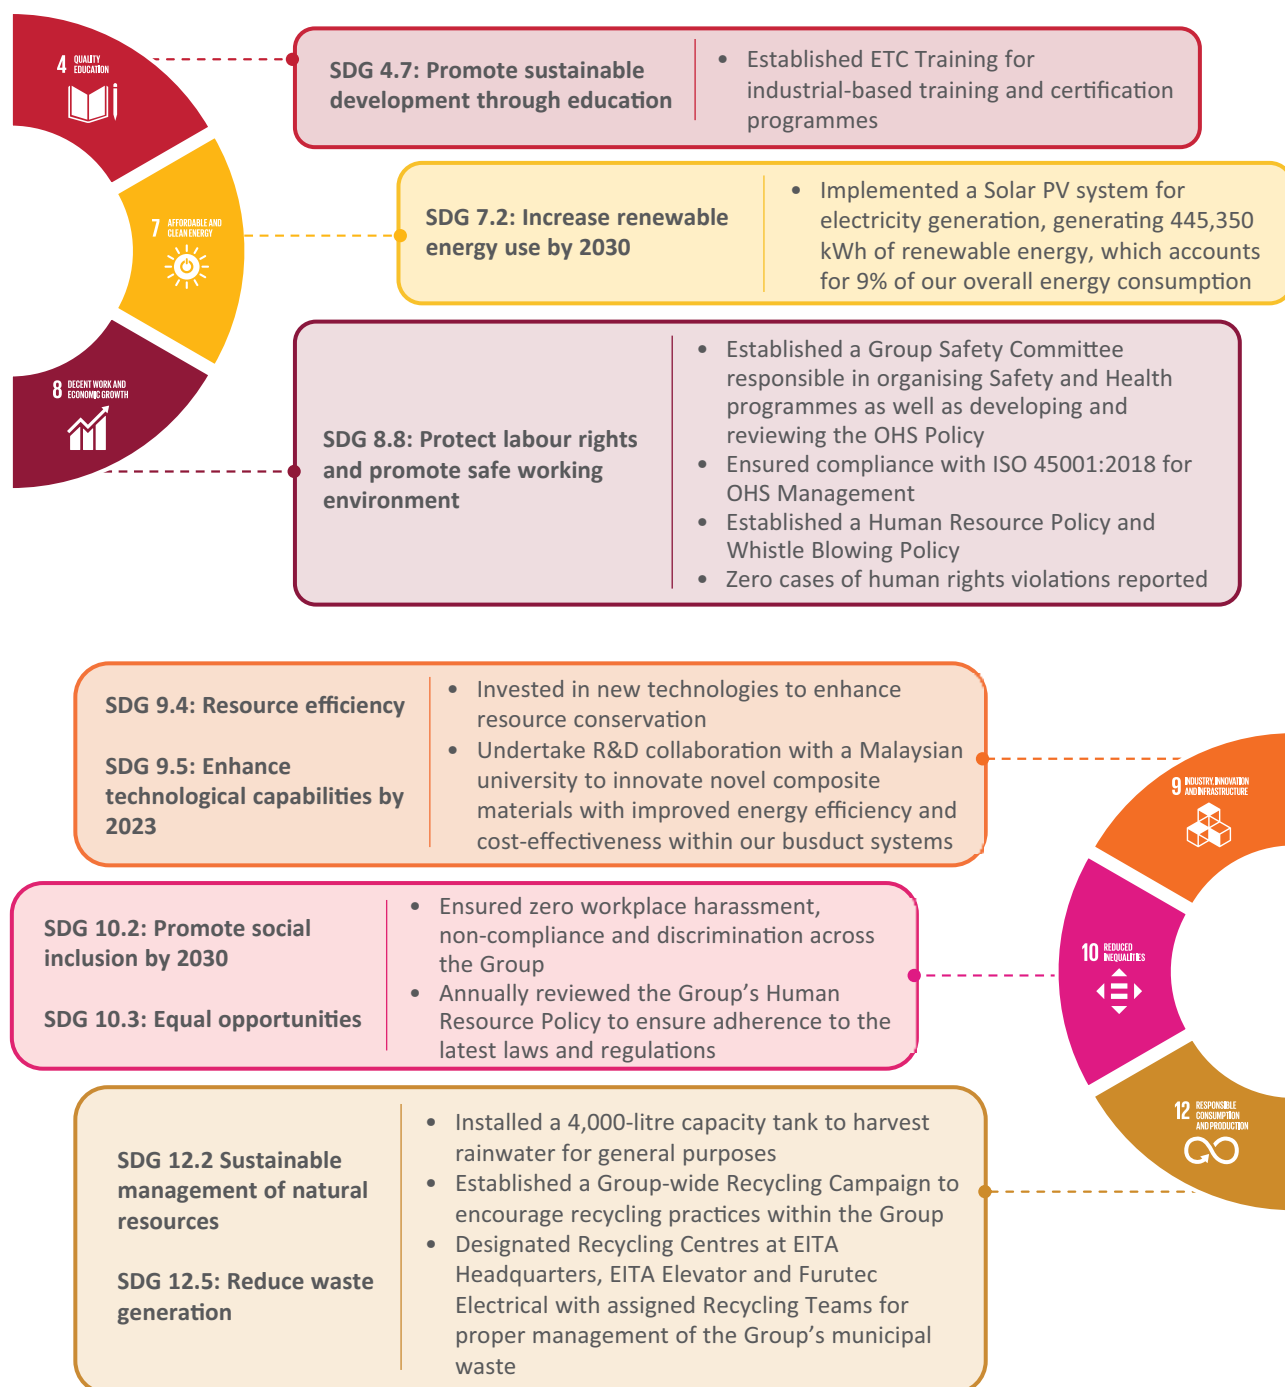 4 QUALITY
EDUCATION
SDG 4.7: Promote sustainable
development through education
• Established ETC Training for
industrial-based training and certification
programmes
7 AFFORDABLE AND
CLEAN ENERGY
SDG 7.2: Increase renewable
energy use by 2030
• Implemented a Solar PV system for
electricity generation, generating 445,350
kWh of renewable energy, which accounts
for 9% of our overall energy consumption
8 DECENT WORK AND
ECONOMIC GROWTH
SDG 8.8: Protect labour rights
and promote safe working
environment
• Established a Group Safety Committee
responsible in organising Safety and Health
programmes as well as developing and
reviewing the OHS Policy
• Ensured compliance with ISO 45001:2018 for
OHS Management
• Established a Human Resource Policy and
Whistle Blowing Policy
• Zero cases of human rights violations reported
SDG 9.4: Resource efficiency
SDG 9.5: Enhance
technological capabilities by
2023
• Invested in new technologies to enhance
resource conservation
• Undertake R&D collaboration with a Malaysian
university to innovate novel composite
materials with improved energy efficiency and
cost-effectiveness within our busduct systems
9 INDUSTRY, INNOVATION
AND INFRASTRUCTURE
SDG 10.2: Promote social
inclusion by 2030
SDG 10.3: Equal opportunities
• Ensured zero workplace harassment,
non-compliance and discrimination across
the Group
• Annually reviewed the Group’s Human
Resource Policy to ensure adherence to the
latest laws and regulations
10 REDUCED
INEQUALITIES
SDG 12.2 Sustainable
management of natural
resources
SDG 12.5: Reduce waste
generation
• Installed a 4,000-litre capacity tank to harvest
rainwater for general purposes
• Established a Group-wide Recycling Campaign to
encourage recycling practices within the Group
• Designated Recycling Centres at EITA
Headquarters, EITA Elevator and Furutec
Electrical with assigned Recycling Teams for
proper management of the Group’s municipal
waste
12 RESPONSIBLE
CONSUMPTION
AND PRODUCTION